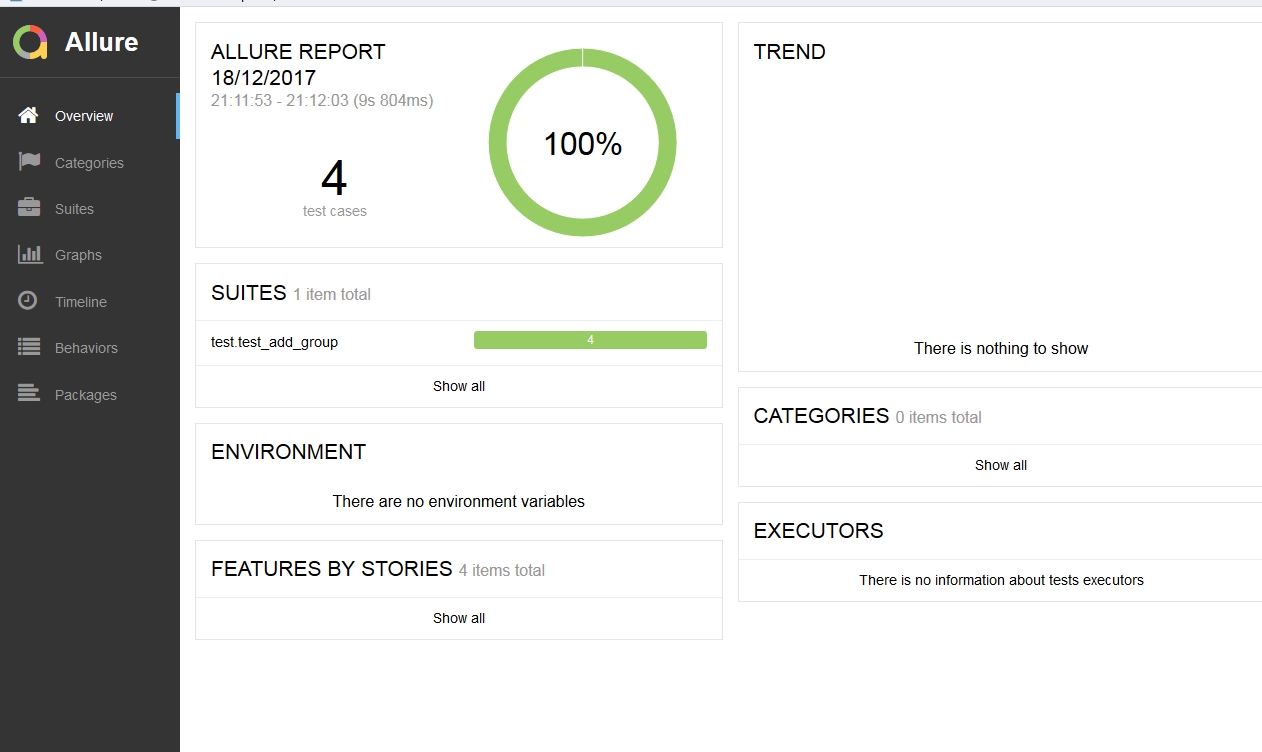 Allure
Overview
Categories
Suites
Graphs
Timeline
Behaviors
Packages
ALLURE REPORT
18/12/2017
21:11:53 - 21:12:03 (9s 804ms)
4
test cases
100%
SUITES 1 item total
test.test_add_group 4
Show all
ENVIRONMENT
There are no environment variables
FEATURES BY STORIES 4 items total
Show all
TREND
There is nothing to show
CATEGORIES 0 items total
Show all
EXECUTORS
There is no information about tests executors